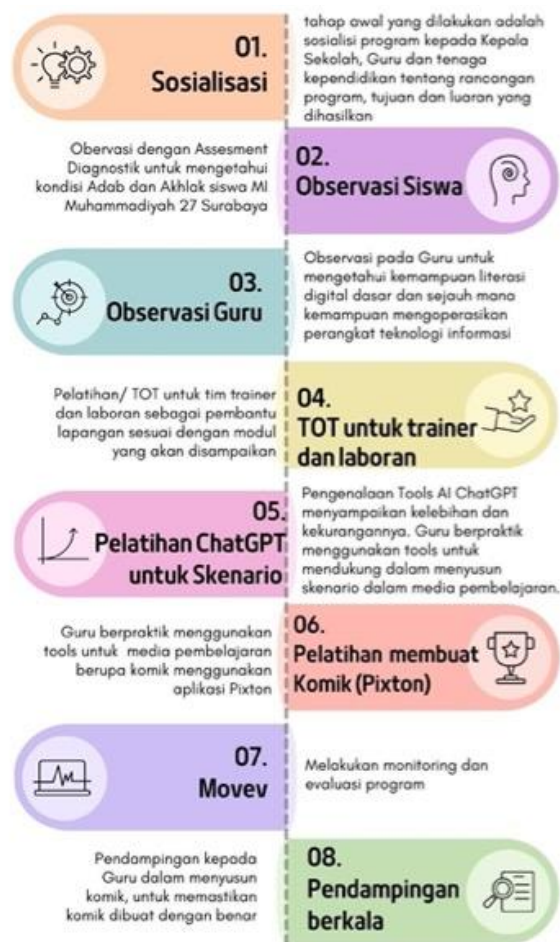 01.
Sosialisasi
tahap awal yang dilakukan adalah
sosialisi program kepada Kepala
Sekolah, Guru dan tenaga
kependidikan tentang rancangan
program, tujuan dan luaran yang
dihasilkan
Obervasi dengan Assesment
Diagnostik untuk mengetahui
kondisi Adab dan Akhlak siswa MI
Muhammadiyah 27 Surabaya
02.
Observasi Siswa
03.
Observasi Guru
Observasi pada Guru untuk
mengetahui kemampuan literasi
digital dasar dan sejauh mana
kemampuan mengoperasikan
perangkat teknologi informasi
Pelatihan/ TOT untuk tim trainer
dan laboran sebagai pembantu
lapangan sesuai dengan modul
yang akan disampaikan
04.
TOT untuk trainer
dan laboran
05.
Pelatihan ChatGPT
untuk Skenario
Pengenalaan Tools AI ChatGPT
menyampaikan kelebihan dan
kekurangannya. Guru berpraktik
menggunakan tools untuk
mendukung dalam menyusun
skenario dalam media pembelajaran.
Guru berpraktik menggunakan
tools untuk media pembelajaran
berupa komik menggunakan
aplikasi Pixton
06.
Pelatihan membuat
Komik (Pixton)
07.
Movev
Melakukan monitoring dan
evaluasi program
Pendampingan kepada
Guru dalam menyusun
komik, untuk memastikan
komik dibuat dengan benar
08.
Pendampingan
berkala